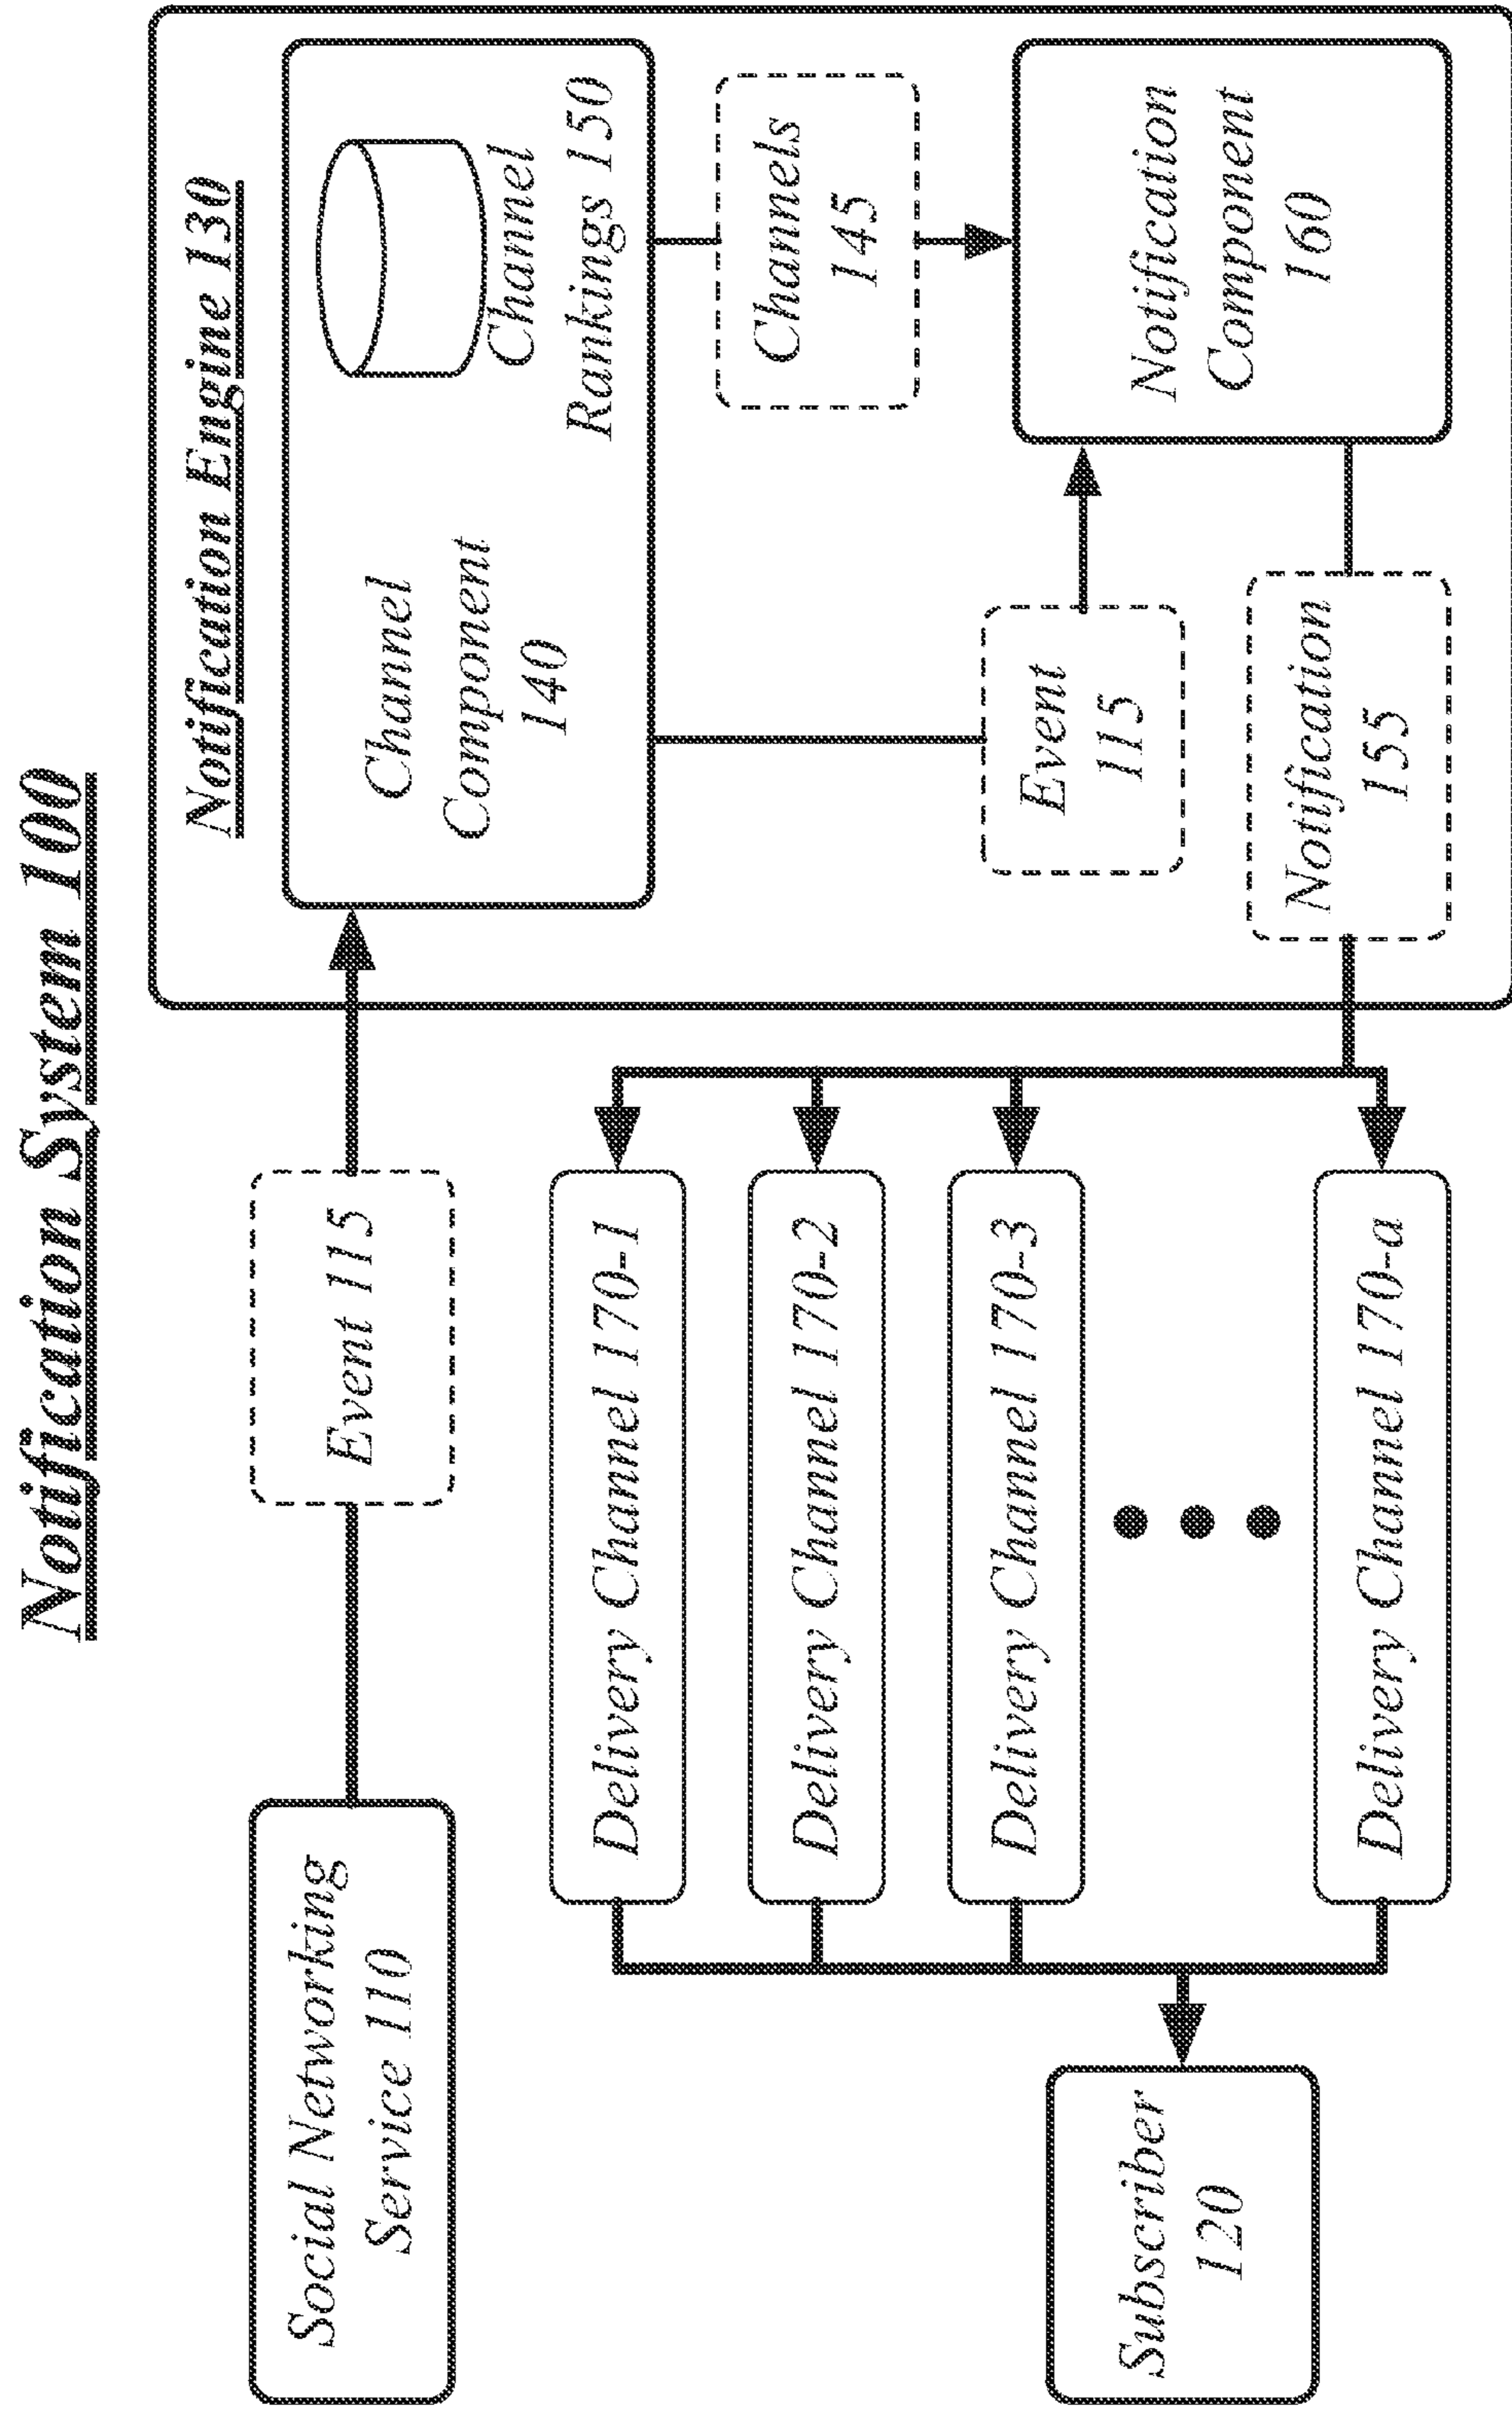 Notification System 100
Social Networking
Service 110
Event 115
Notification Engine 130
Channel
Component
140
Channel
Rankings 150
Channels
145
Event
115
Notification
Component
160
Notification
155
Delivery Channel 170-1
Delivery Channel 170-2
Delivery Channel 170-3
Delivery Channel 170-a
Subscriber
120